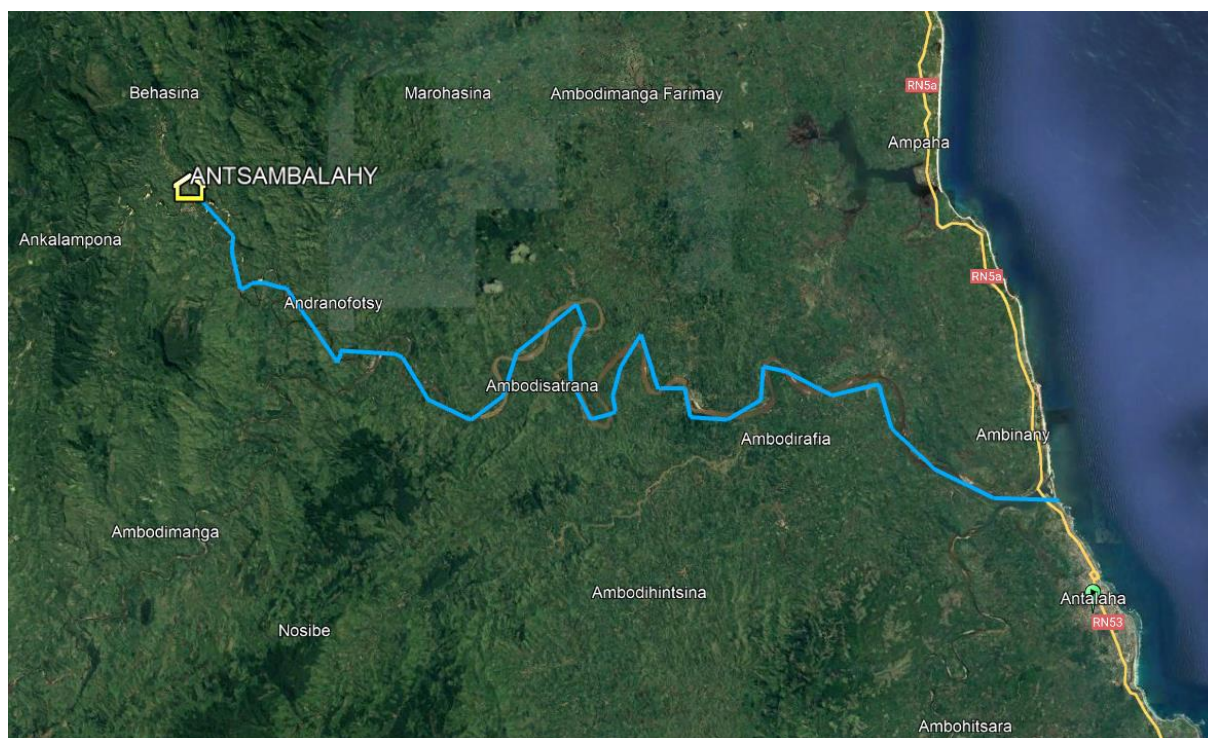 Behasina
Marohasina
Ambodimanga Farimay
RN5a
Ampaha
ANTSAMBALAHY
Ankalampona
RN5a
Andranofotsy
Ambodisatrana
Ambodirafia
Ambinany
Ambodimanga
Ambodihintsina
Antalaha
RN53
Nosibe
Ambohitsara